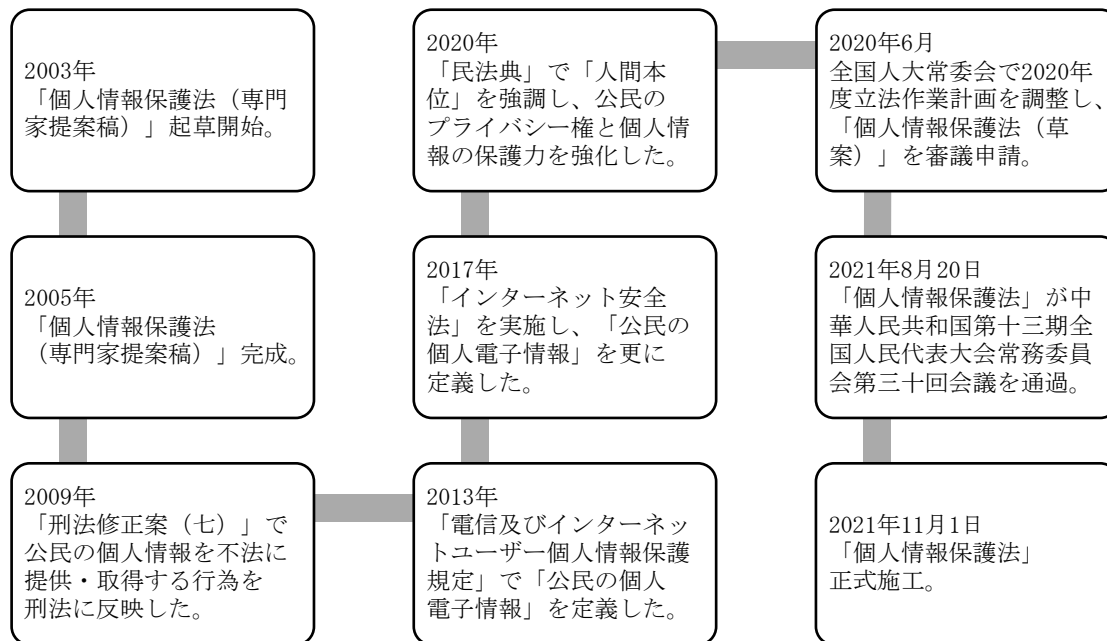 2003年
「個人情報保護法（専門
家提案稿）」起草開始。
2005年
「個人情報保護法
（専門家提案稿）」完成。
2009年
「刑法修正案（七）」で
公民の個人情報を不法に
提供・取得する行為を
刑法に反映した。
2013年
「電信及びインターネッ
トユーザー個人情報保護
規定」で「公民の個人
電子情報」を定義した。
2017年
「インターネット安全
法」を実施し、「公民の
個人電子情報」を更に
定義した。
2020年
「民法典」で「人間本
位」を強調し、公民の
プライバシー権と個人情
報の保護力を強化した。
2020年6月
全国人大常委会で2020年
度立法作業計画を調整し、
「個人情報保護法（草
案）」を審議申請。
2021年8月20日
「個人情報保護法」が中
華人民共和国第十三期全
国人民代表大会常務委員
会第三十回会議を通過。
2021年11月1日
「個人情報保護法」
正式施工。